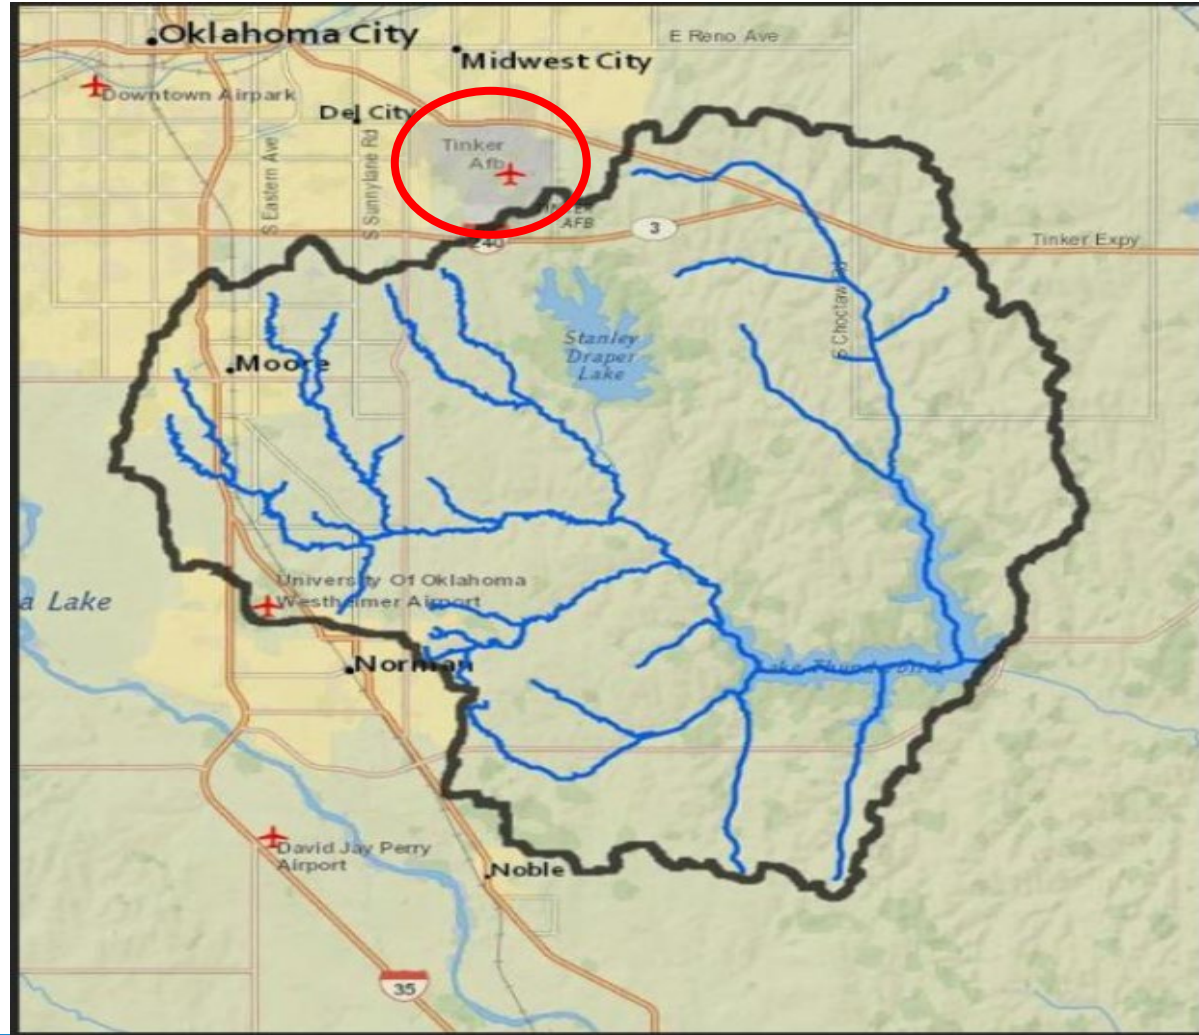 Oklahoma City
E Reno Ave
Midwest City
Downtown Airpark
Del City
Tinker
Afb
S Eastern Ave
S Sunnylane Rd
AFB
3
240
Tinker Expy
Stanley
Draper
Lake
S Choctaw Rd
Moore
University Of Oklahoma
Westheimer Airport
a Lake
Norman
Lake Thunderbird
David Jay Perry
Airport
Noble
35